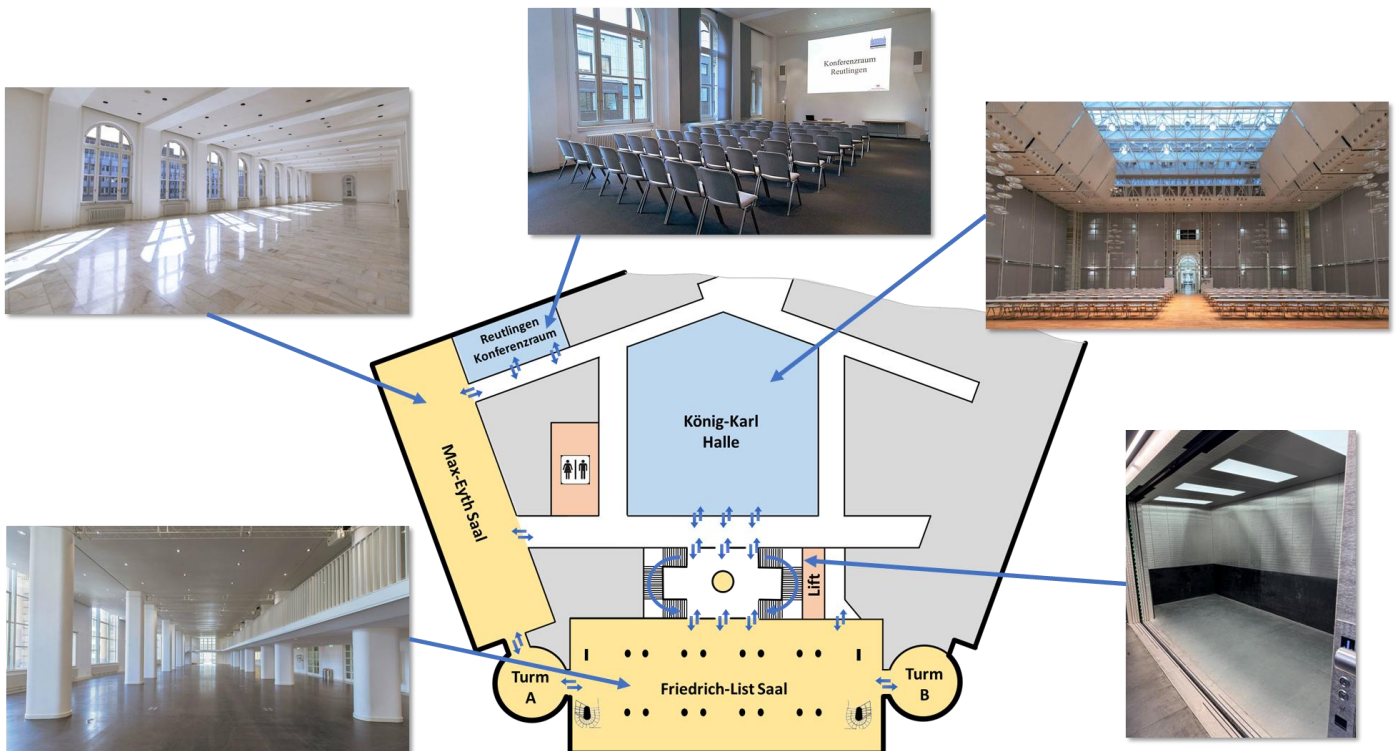 Konferenzraum
Reutlingen
Reutlingen
Konferenzraum
König-Karl
Halle
Max-Eyth Saal
Lift
Turm
A
Friedrich-List Saal
Turm
B